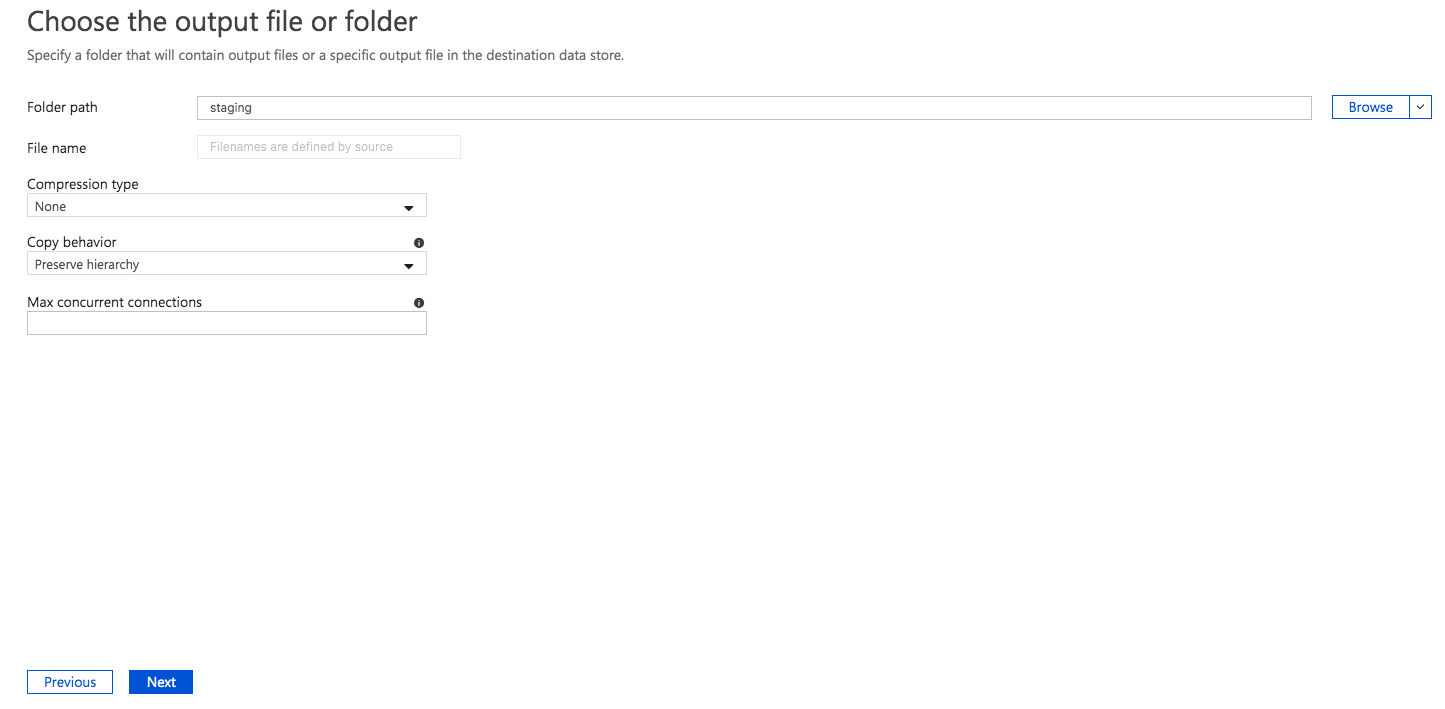 Choose the output file or folder
Specify a folder that will contain output files or a specific output file in the destination data store.
Folder path
staging
Browse
File name
Filenames are defined by source
Compression type
None
Copy behavior
Preserve hierarchy
Max concurrent connections
Previous
Next